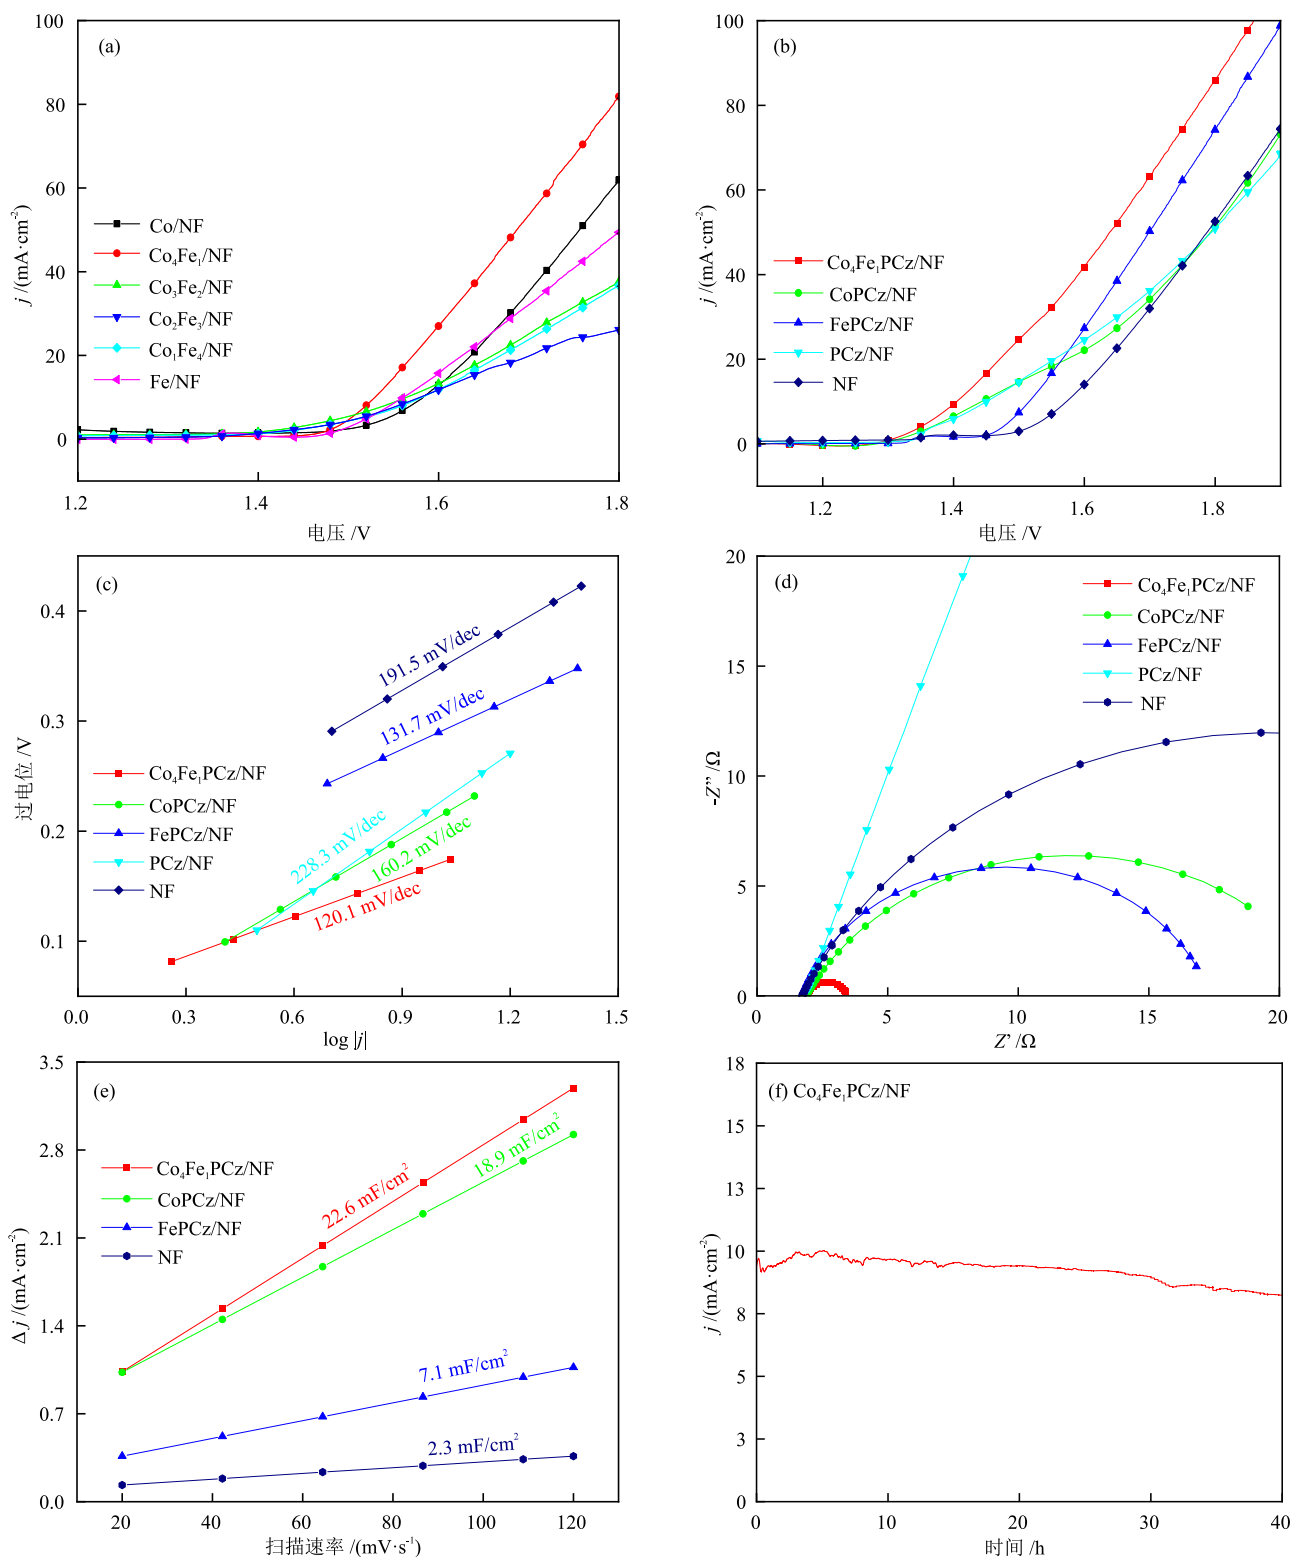 (a)
100
80
60
40
20
0
j /(mA·cm⁻²)
Co/NF
Co₄Fe₁/NF
Co₃Fe₂/NF
Co₂Fe₃/NF
Co₁Fe₄/NF
Fe/NF
1.2
1.4
1.6
1.8
电压 /V
(b)
100
80
60
40
20
0
j /(mA·cm⁻²)
Co₄Fe₁PCz/NF
CoPCz/NF
FePCz/NF
PCz/NF
NF
1.2
1.4
1.6
1.8
电压 /V
(c)
0.4
0.3
0.2
0.1
过电位 /V
191.5 mV/dec
131.7 mV/dec
228.3 mV/dec
160.2 mV/dec
120.1 mV/dec
Co₄Fe₁PCz/NF
CoPCz/NF
FePCz/NF
PCz/NF
NF
0.0
0.3
0.6
0.9
1.2
1.5
log |j|
(d)
20
15
10
5
0
-Z’’ /Ω
Co₄Fe₁PCz/NF
CoPCz/NF
FePCz/NF
PCz/NF
NF
0
5
10
15
20
Z’ /Ω
(e)
3.5
2.8
2.1
1.4
0.7
0.0
Δ j /(mA·cm⁻²)
Co₄Fe₁PCz/NF
CoPCz/NF
FePCz/NF
NF
22.6 mF/cm²
18.9 mF/cm²
7.1 mF/cm²
2.3 mF/cm²
20
40
60
80
100
120
扫描速率 /(mV·s⁻¹)
(f) Co₄Fe₁PCz/NF
18
15
13
10
8
5
3
0
j /(mA·cm⁻²)
0
10
20
30
40
时间 /h